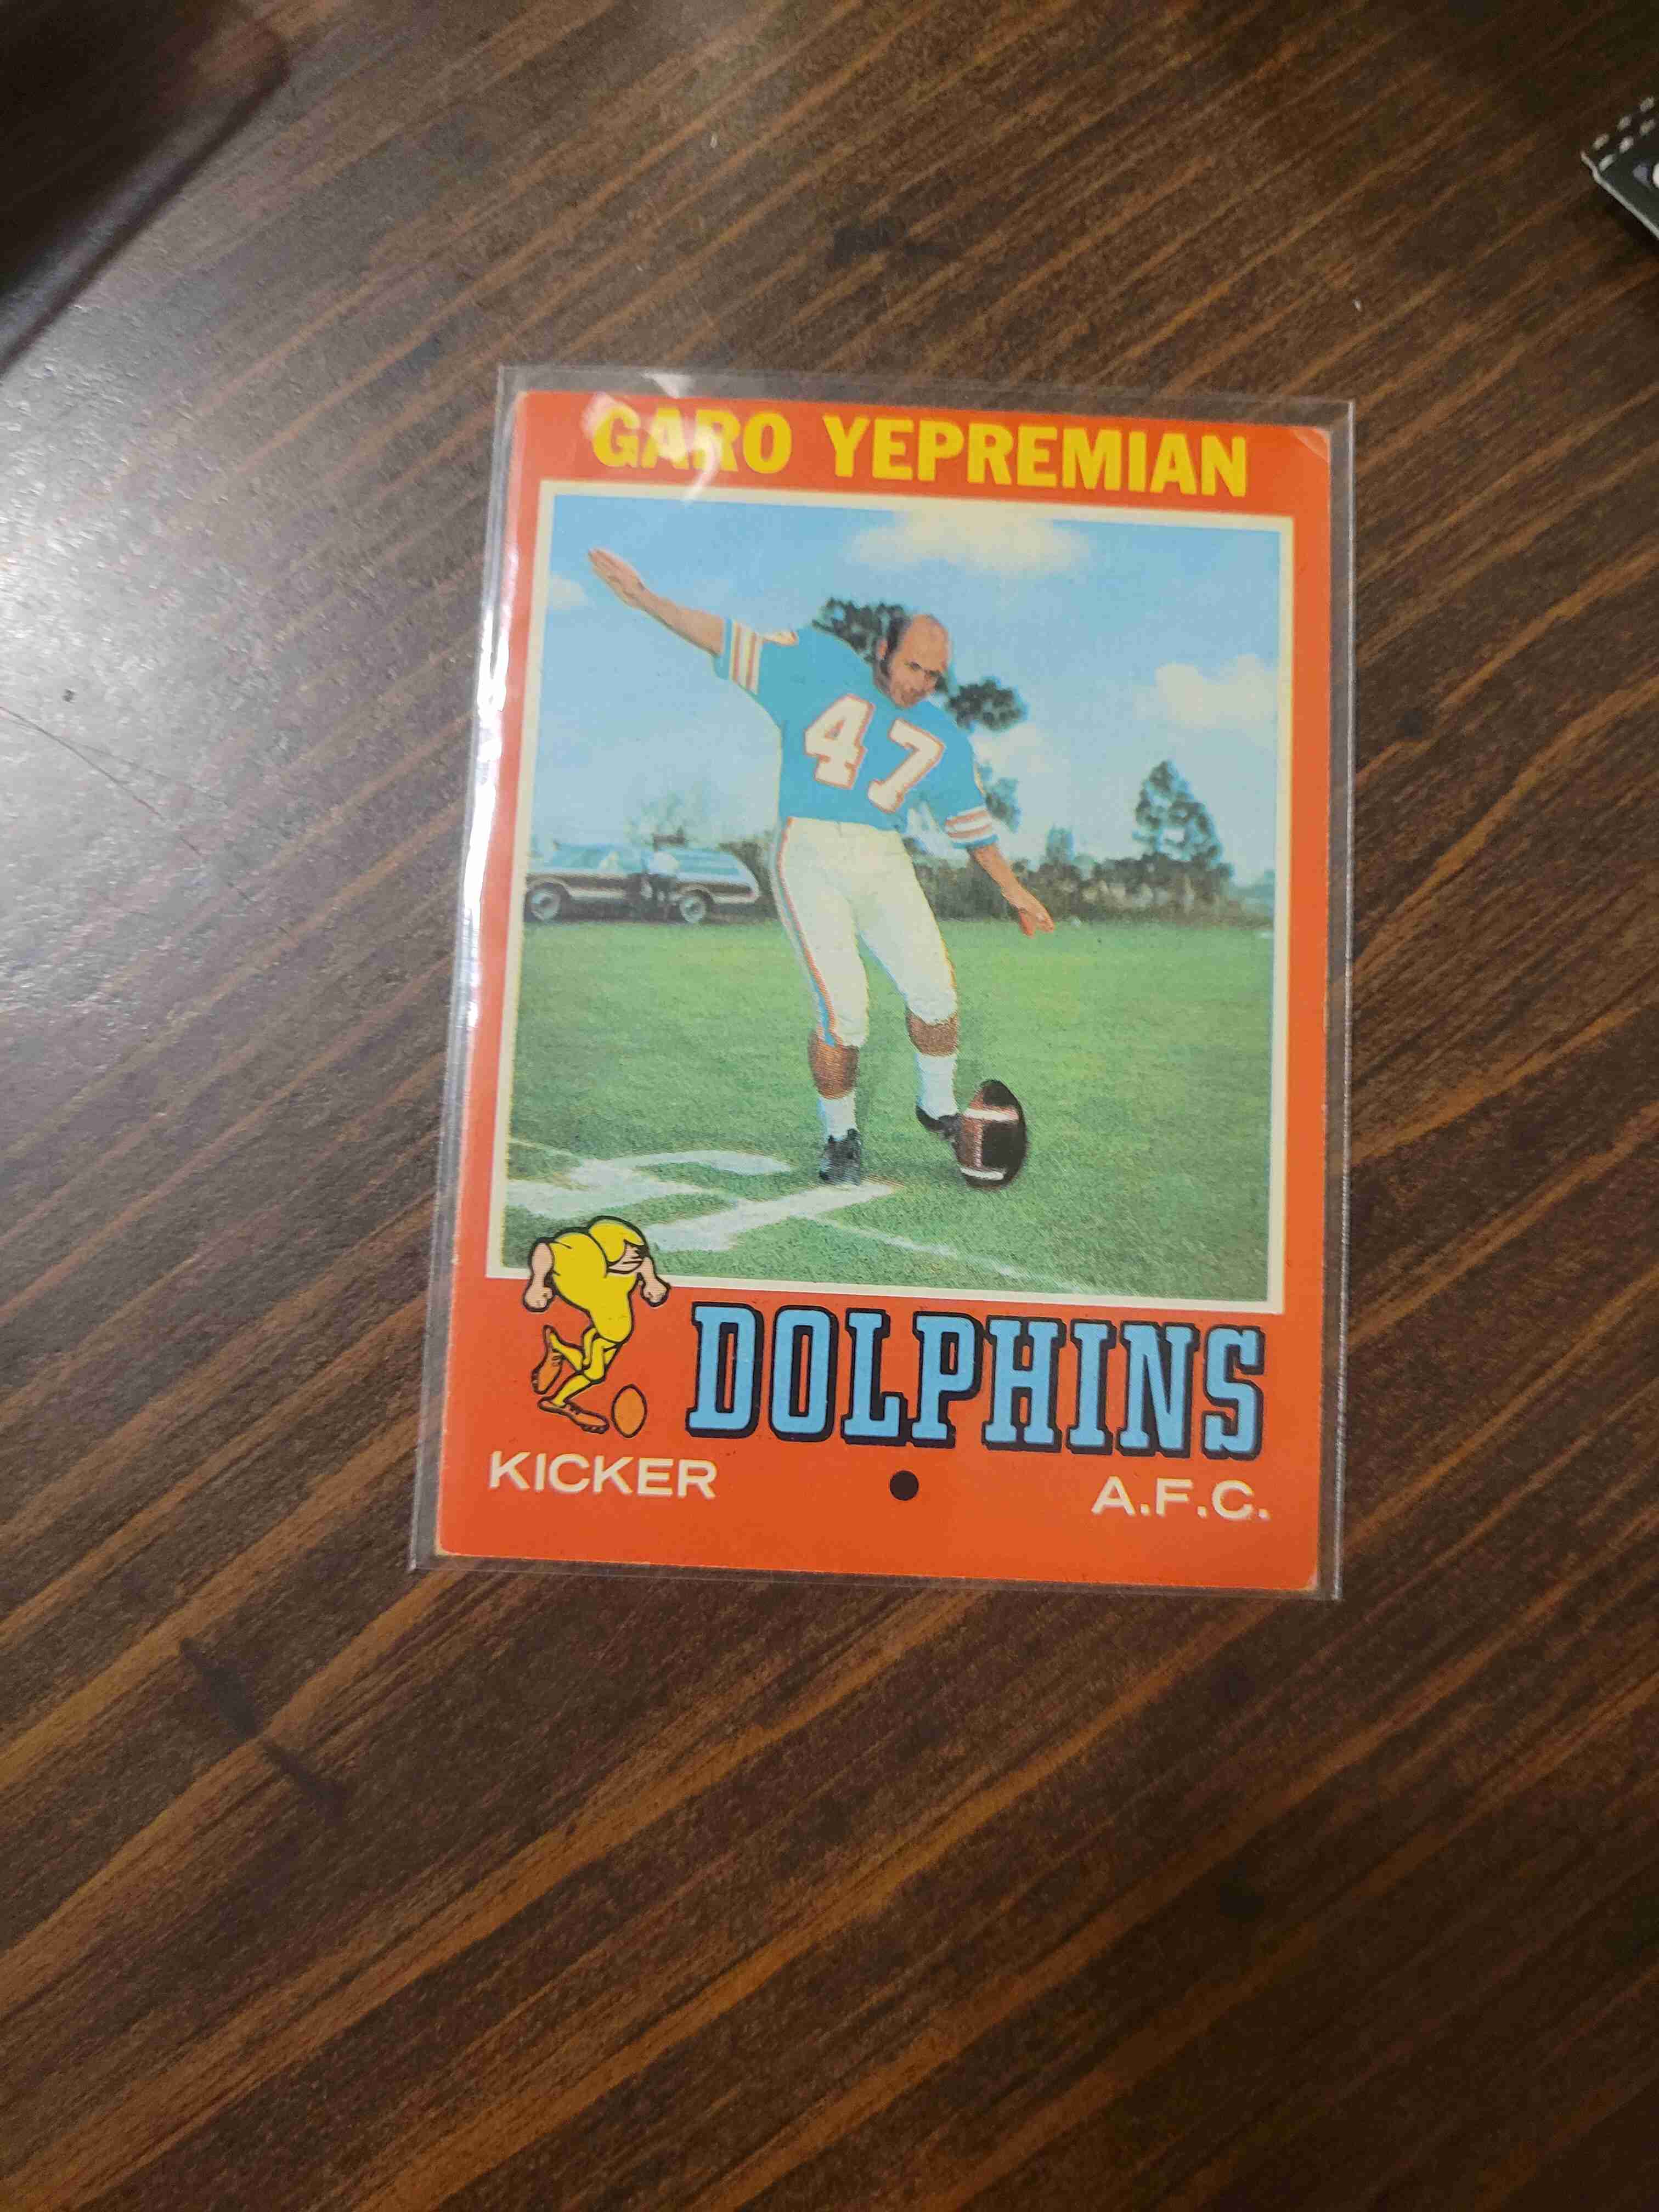 GARO YEPREMIAN
47
DOLPHINS
KICKER
A.F.C.